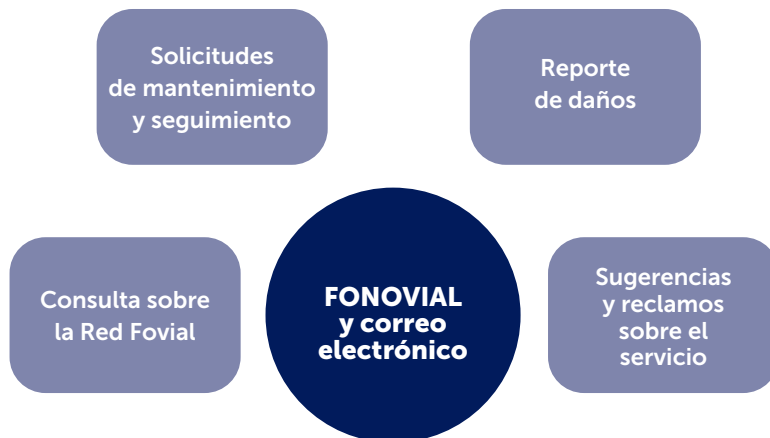 Solicitudes
de mantenimiento
y seguimiento
Reporte
de daños
Consulta sobre
la Red Fovial
FONOVIAL
y correo
electrónico
Sugerencias
y reclamos
sobre el
servicio